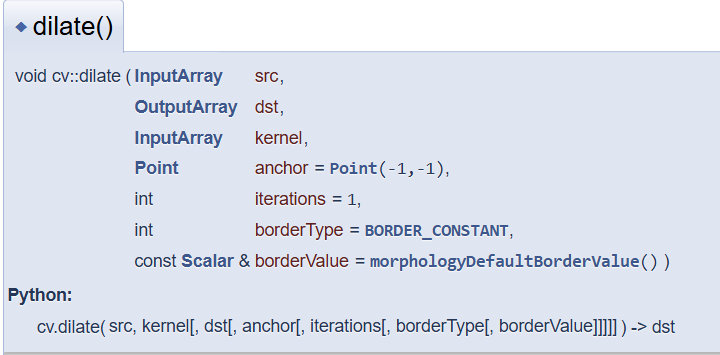 ◆ dilate()
void cv::dilate ( InputArray src,
OutputArray dst,
InputArray kernel,
Point anchor = Point(-1,-1),
int iterations = 1,
int borderType = BORDER_CONSTANT,
const Scalar & borderValue = morphologyDefaultBorderValue() )
Python:
cv.dilate( src, kernel[, dst[, anchor[, iterations[, borderType[, borderValue]]]]] ) -> dst